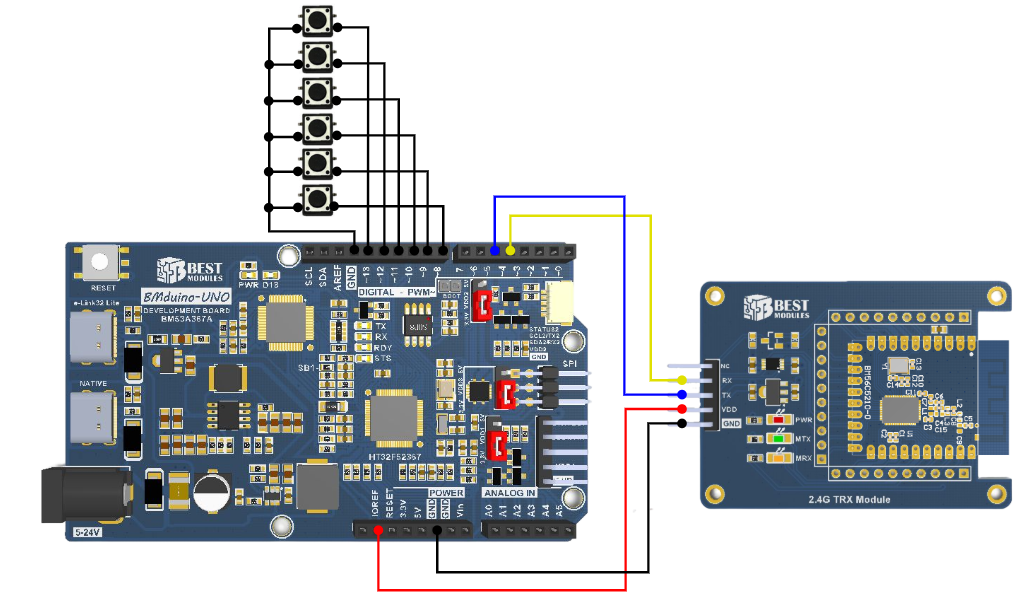 RESET
BEST
MODULES
BMduino-UNO
DEVELOPMENT BOARD
BM53A367A
PWR D13
e-Link32 Lite
NATIVE
5-24V
SCL
SDA
AREF
GND
~13
~12
~11
~10
~9
~8
7
~6
~5
~4
~3
~2
~1
~0
DIGITAL - PWM~
BOOT
TX
RX
RDY
STS
SB1
STATUS2
SCL2/TX2
SDA2/RX2
VDD2
GND
SPI
HT32F52367
POWER
ANALOG IN
IOREF
RESET
3.3V
5V
GND
GND
Vin
A0
A1
A2
A3
A4
A5
BEST
MODULES
NC
RX
TX
VDD
GND
PWR
MTX
MRX
2.4G TRX Module